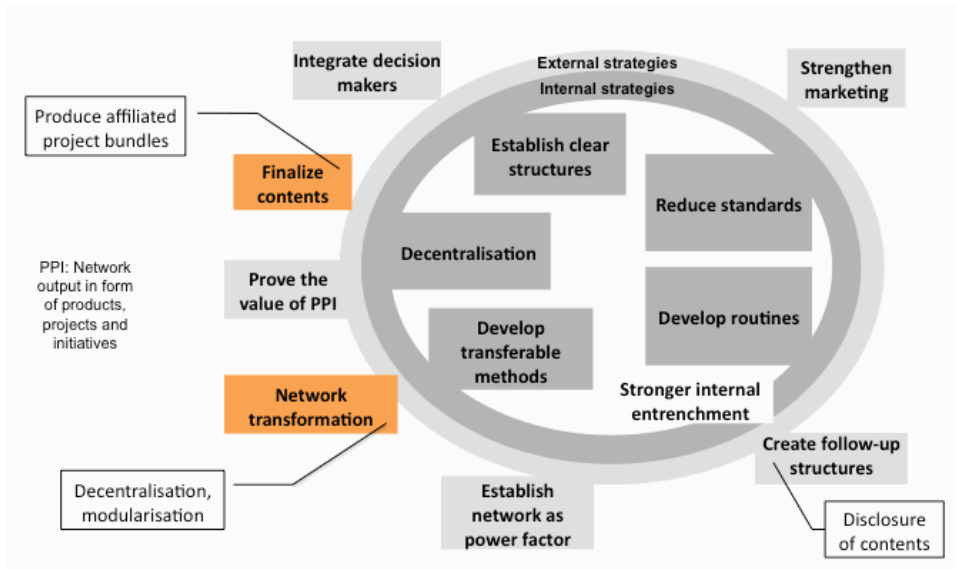 External strategies
Internal strategies
Integrate decision
makers
Strengthen
marketing
Produce affiliated
project bundles
Finalize
contents
Establish clear
structures
Reduce standards
Decentralisation
PPI: Network
output in form
of products,
projects and
initiatives
Prove the
value of PPI
Develop
transferable
methods
Develop routines
Network
transformation
Stronger internal
entrenchment
Create follow-up
structures
Decentralisation,
modularisation
Establish
network as
power factor
Disclosure
of contents